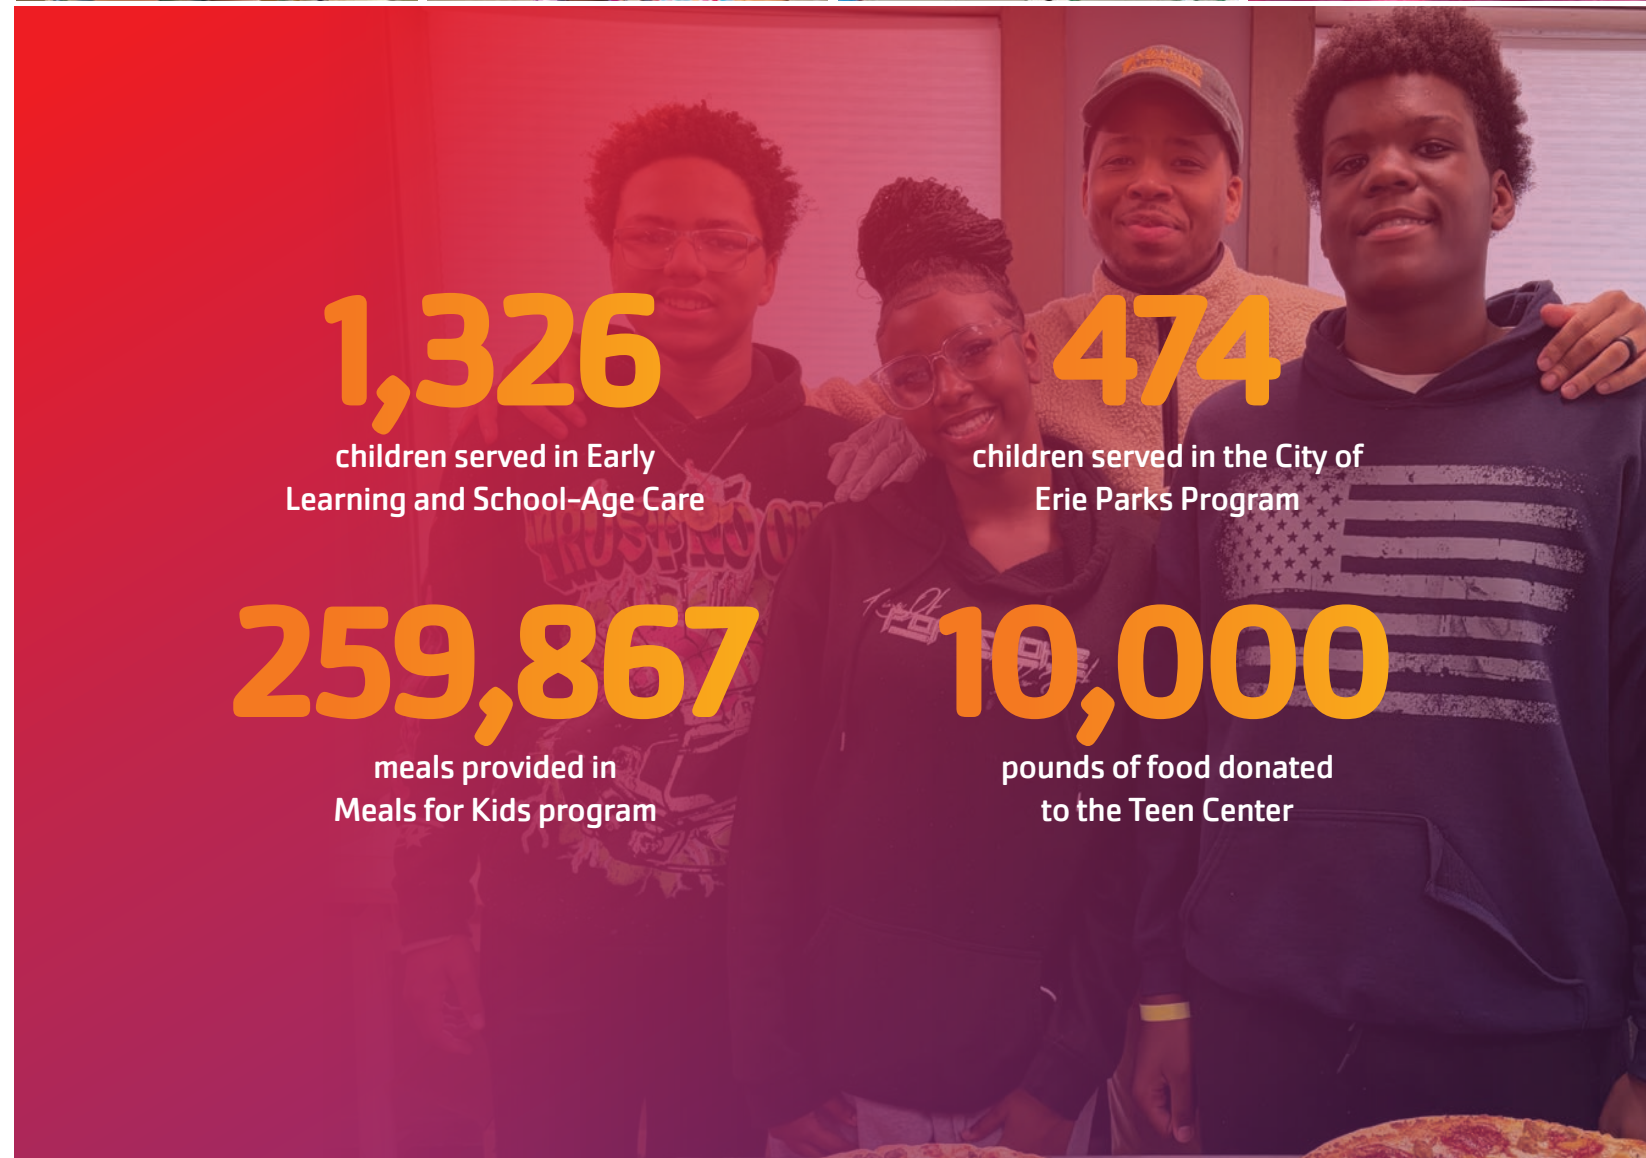 1,326
children served in Early
Learning and School-Age Care
474
children served in the City of
Erie Parks Program
259,867
meals provided in
Meals for Kids program
10,000
pounds of food donated
to the Teen Center
TRUST NO